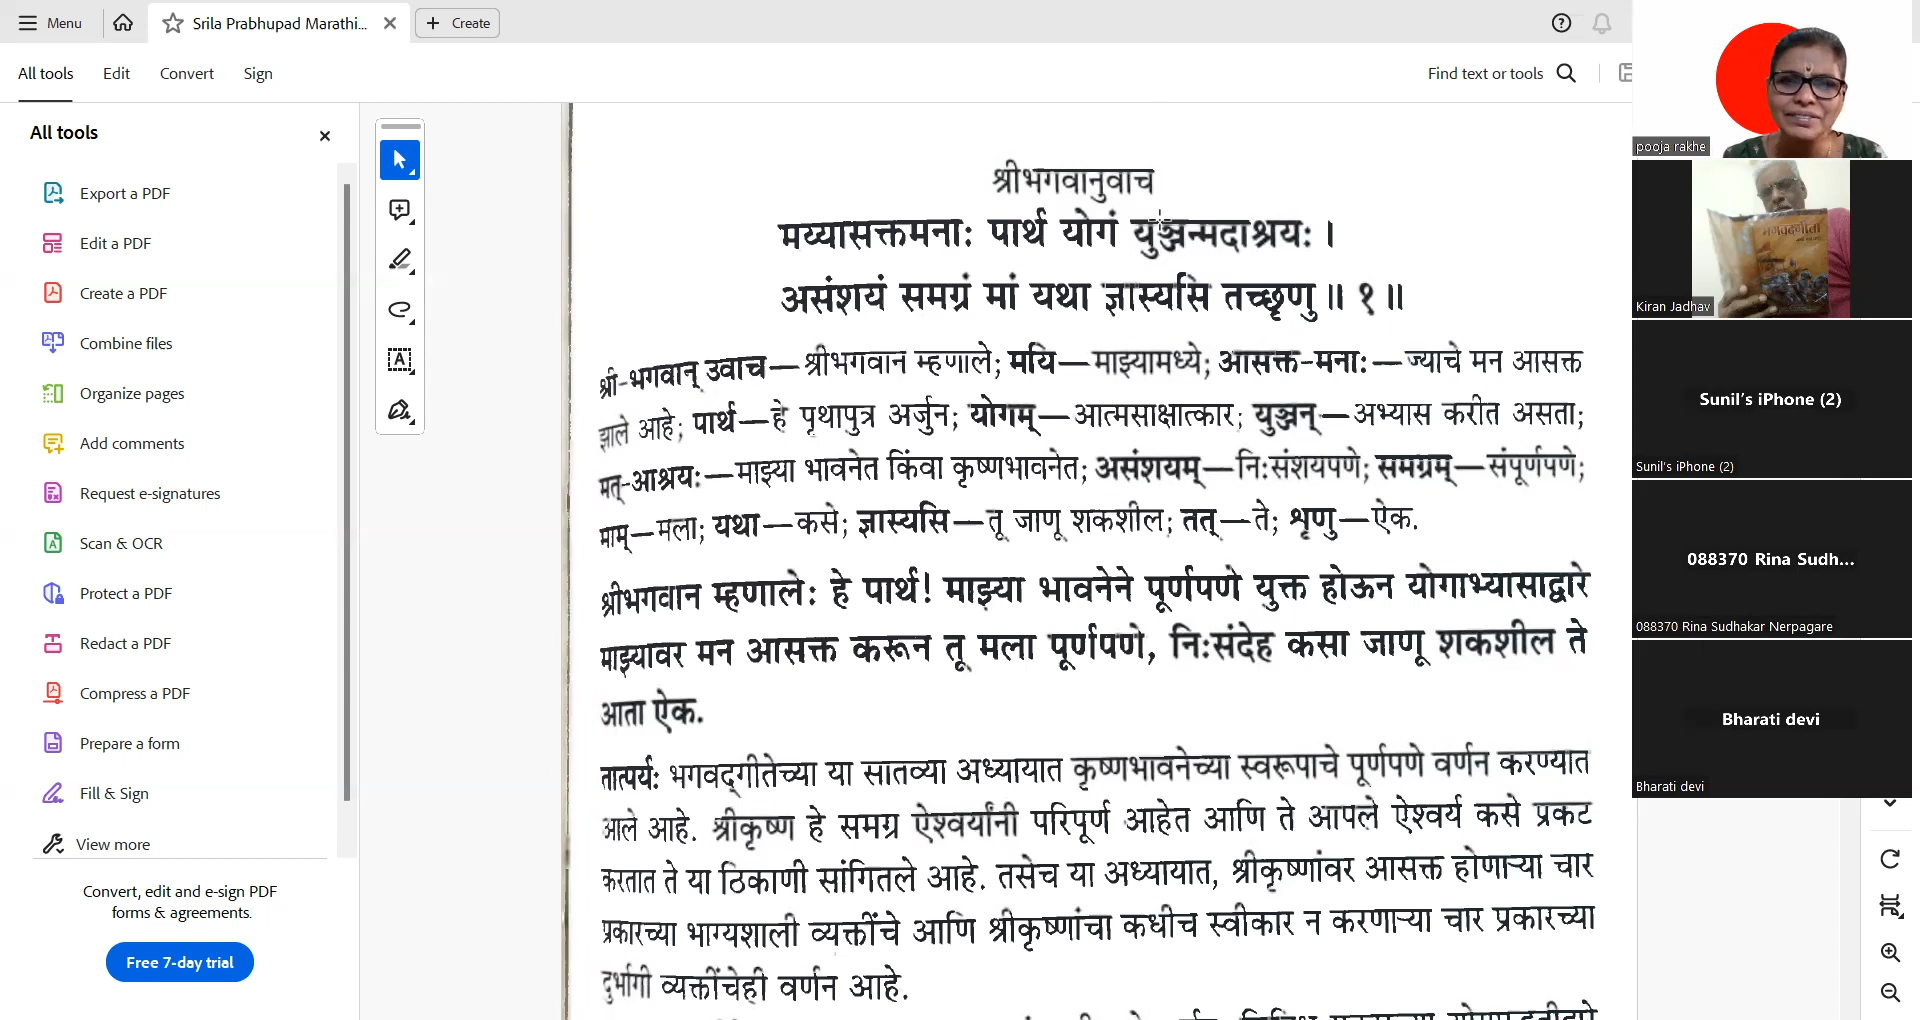 Menu
Srila Prabhupad Marathi...
Create
All tools
Edit
Convert
Sign
Find text or tools
All tools
Export a PDF
Edit a PDF
Create a PDF
Combine files
Organize pages
Add comments
Request e-signatures
Scan & OCR
Protect a PDF
Redact a PDF
Compress a PDF
Prepare a form
Fill & Sign
View more
Convert, edit and e-sign PDF
forms & agreements.
Free 7-day trial
श्रीभगवानुवाच
मय्यासक्तमनाः पार्थ योगं युञ्जन्मदाश्रयः ।
असंशयं समग्रं मां यथा ज्ञास्यसि तच्छृणु ॥ १ ॥
श्री-भगवान् उवाच—श्रीभगवान म्हणाले; मयि—माझ्यामध्ये; आसक्त-मनाः—ज्याचे मन आसक्त
झाले आहे; पार्थ—हे पृथापुत्र अर्जुन; योगम्—आत्मसाक्षात्कार; युञ्जन्—अभ्यास करीत असता;
मत्-आश्रयः—माझ्या भावनेत किंवा कृष्णभावनेत; असंशयम्—निःसंशयपणे; समग्रम्—संपूर्णपणे;
माम्—मला; यथा—कसे; ज्ञास्यसि—तू जाणू शकशील; तत्—ते; श्रृणु—ऐक.
श्रीभगवान म्हणाले: हे पार्थ! माझ्या भावनेने पूर्णपणे युक्त होऊन योगाभ्यासाद्वारे
माझ्यावर मन आसक्त करून तू मला पूर्णपणे, निःसंदेह कसा जाणू शकशील ते
आता ऐक.
तात्पर्य: भगवद्‌गीतेच्या या सातव्या अध्यायात कृष्णभावनेच्या स्वरूपाचे पूर्णपणे वर्णन करण्यात
आले आहे. श्रीकृष्ण हे समग्र ऐश्वर्यांनी परिपूर्ण आहेत आणि ते आपले ऐश्वर्य कसे प्रकट
करतात ते या ठिकाणी सांगितले आहे. तसेच या अध्यायात, श्रीकृष्णांवर आसक्त होणाऱ्या चार
प्रकारच्या भाग्यशाली व्यक्तींचे आणि श्रीकृष्णांचा कधीच स्वीकार न करणाऱ्या चार प्रकारच्या
दुर्भागी व्यक्तींचेही वर्णन आहे.
pooja rakhe
भगवद्‌गीता
Kiran Jadhav
Sunil's iPhone (2)
Sunil's iPhone (2)
088370 Rina Sudh...
088370 Rina Sudhakar Nerpagare
Bharati devi
Bharati devi